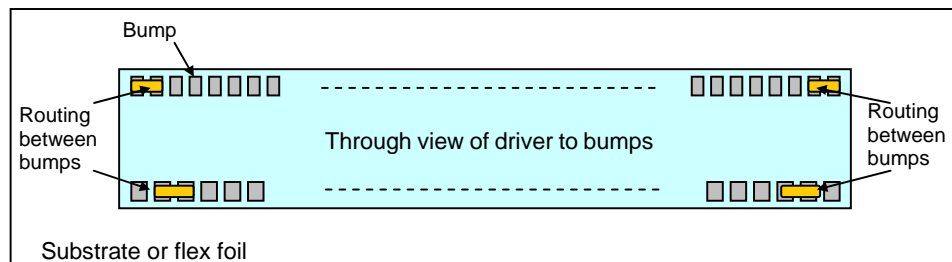 Bump
Routing
between
bumps
Through view of driver to bumps
Routing
between
bumps
Substrate or flex foil